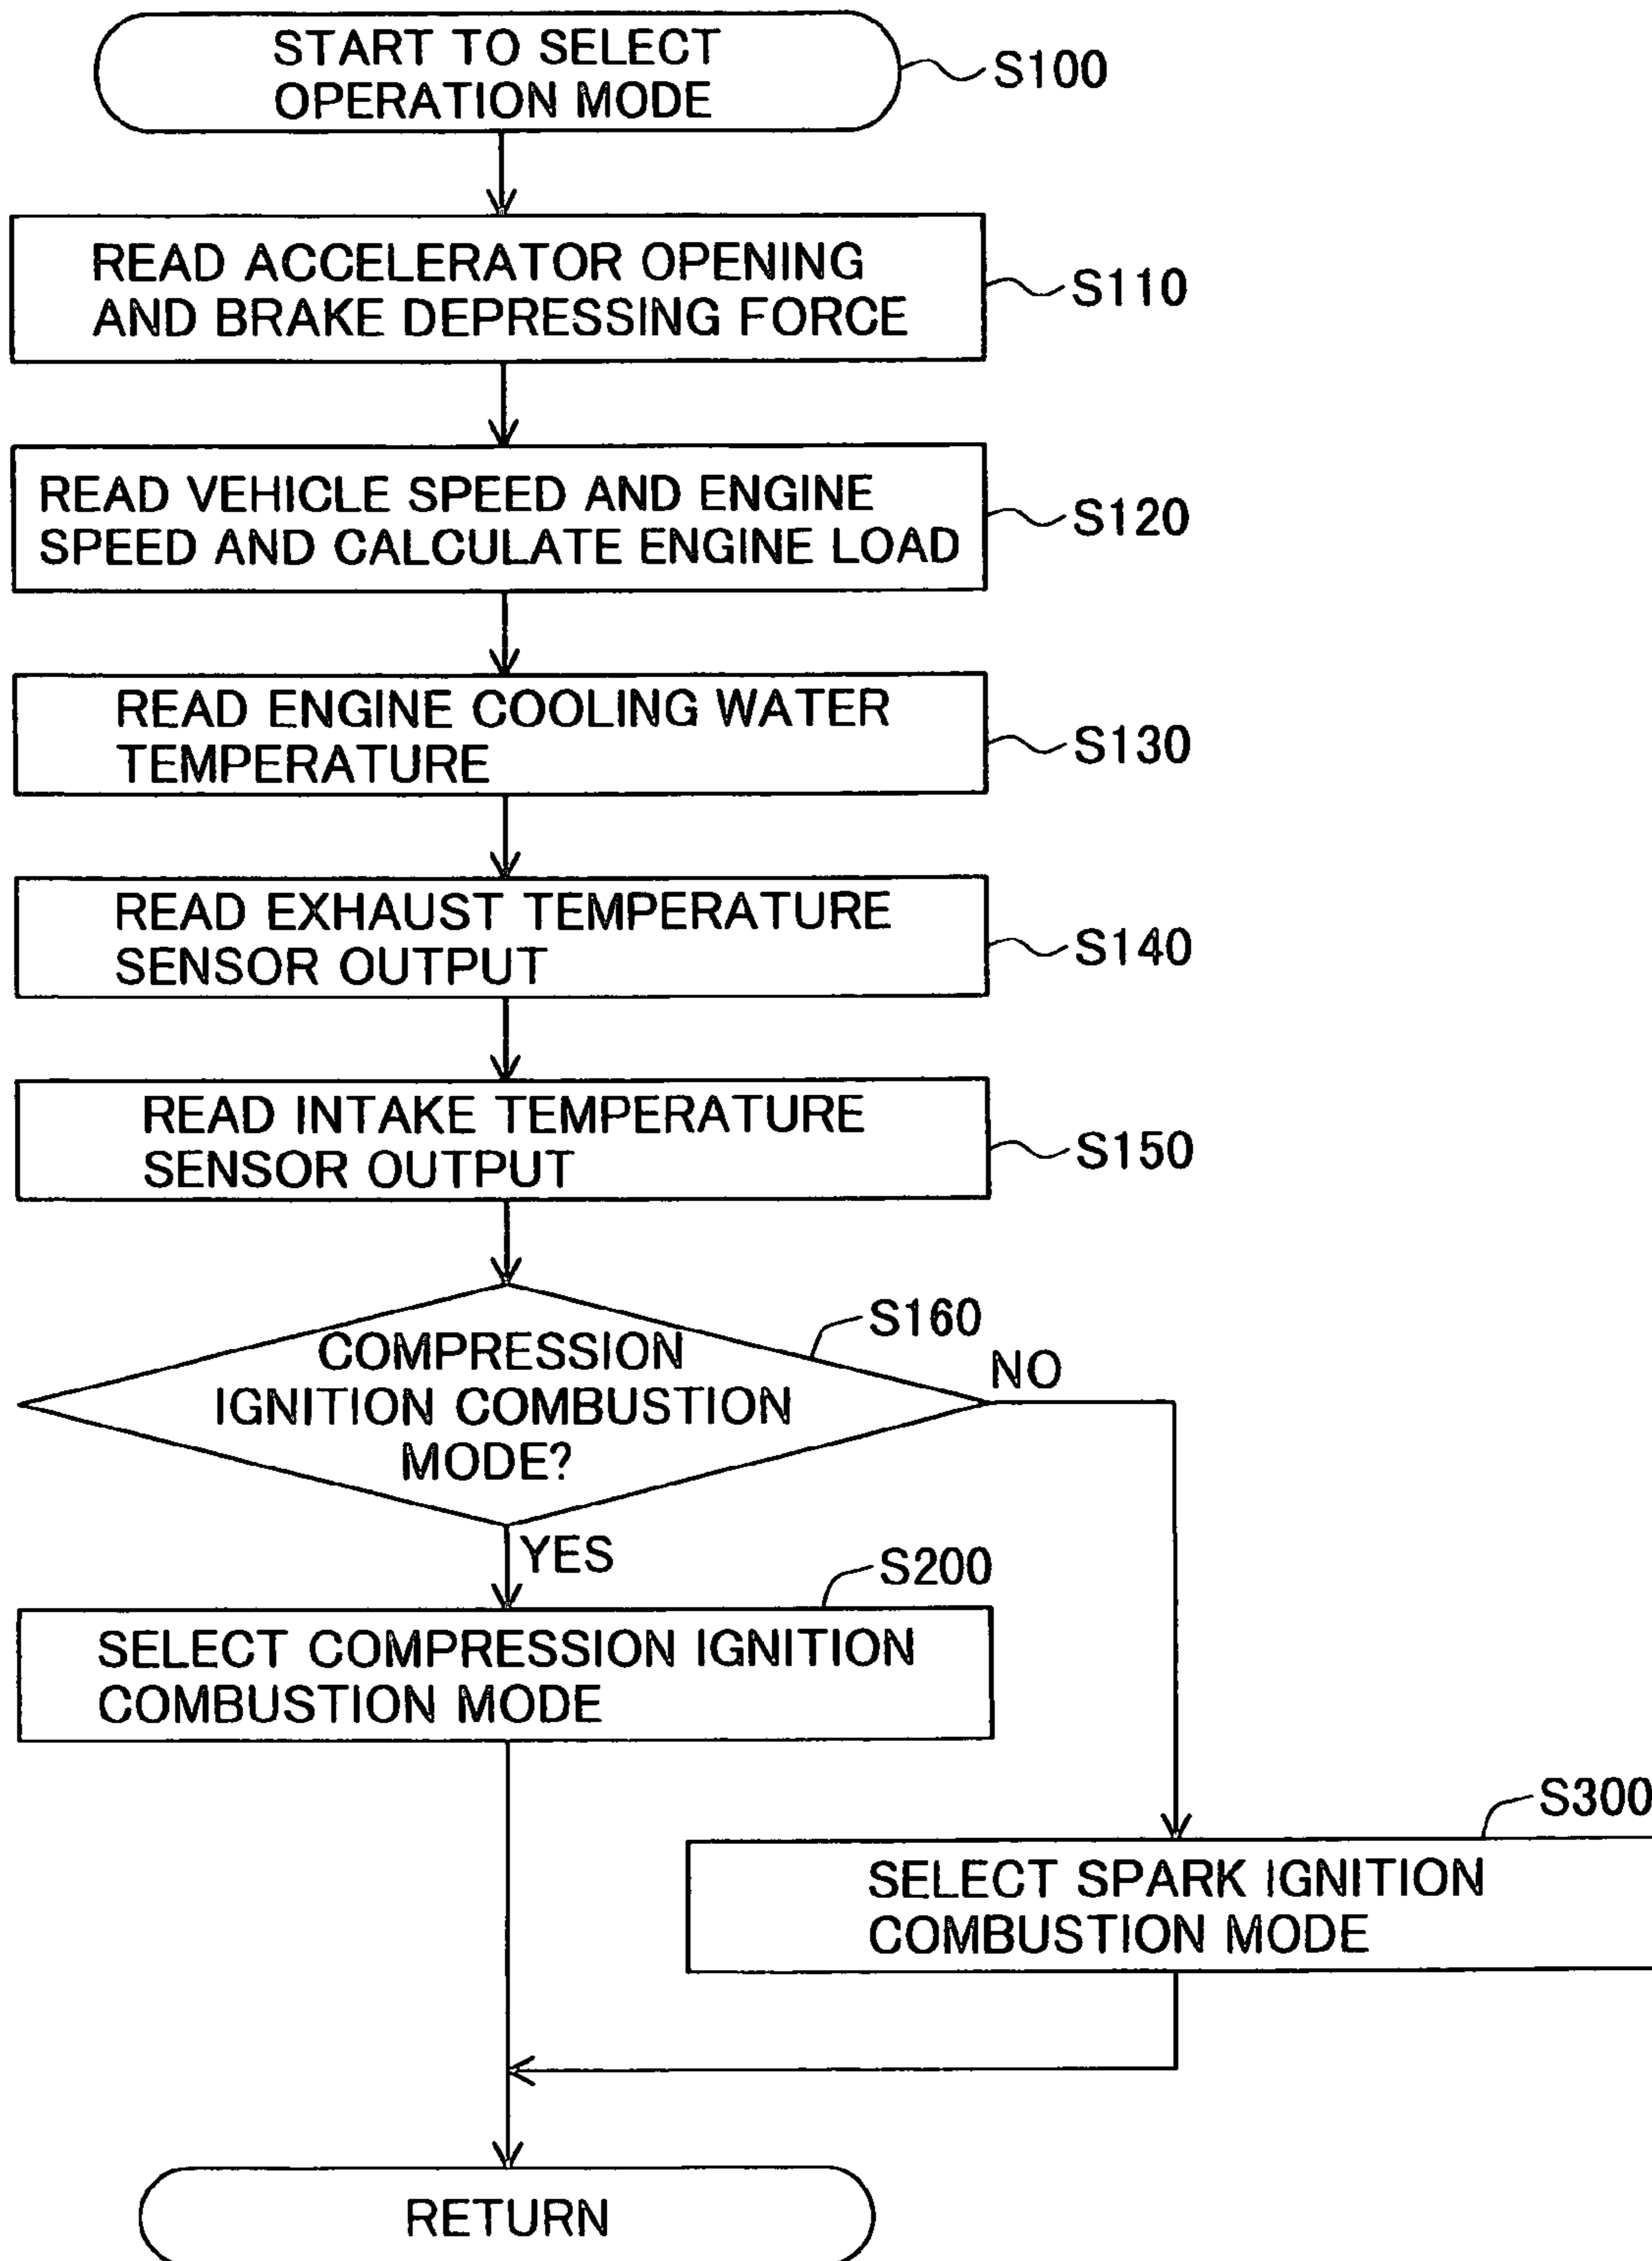 START TO SELECT
OPERATION MODE
S100
READ ACCELERATOR OPENING
AND BRAKE DEPRESSING FORCE
S110
READ VEHICLE SPEED AND ENGINE
SPEED AND CALCULATE ENGINE LOAD
S120
READ ENGINE COOLING WATER
TEMPERATURE
S130
READ EXHAUST TEMPERATURE
SENSOR OUTPUT
S140
READ INTAKE TEMPERATURE
SENSOR OUTPUT
S150
S160
COMPRESSION
IGNITION COMBUSTION
MODE?
NO
YES
S200
SELECT COMPRESSION IGNITION
COMBUSTION MODE
S300
SELECT SPARK IGNITION
COMBUSTION MODE
RETURN